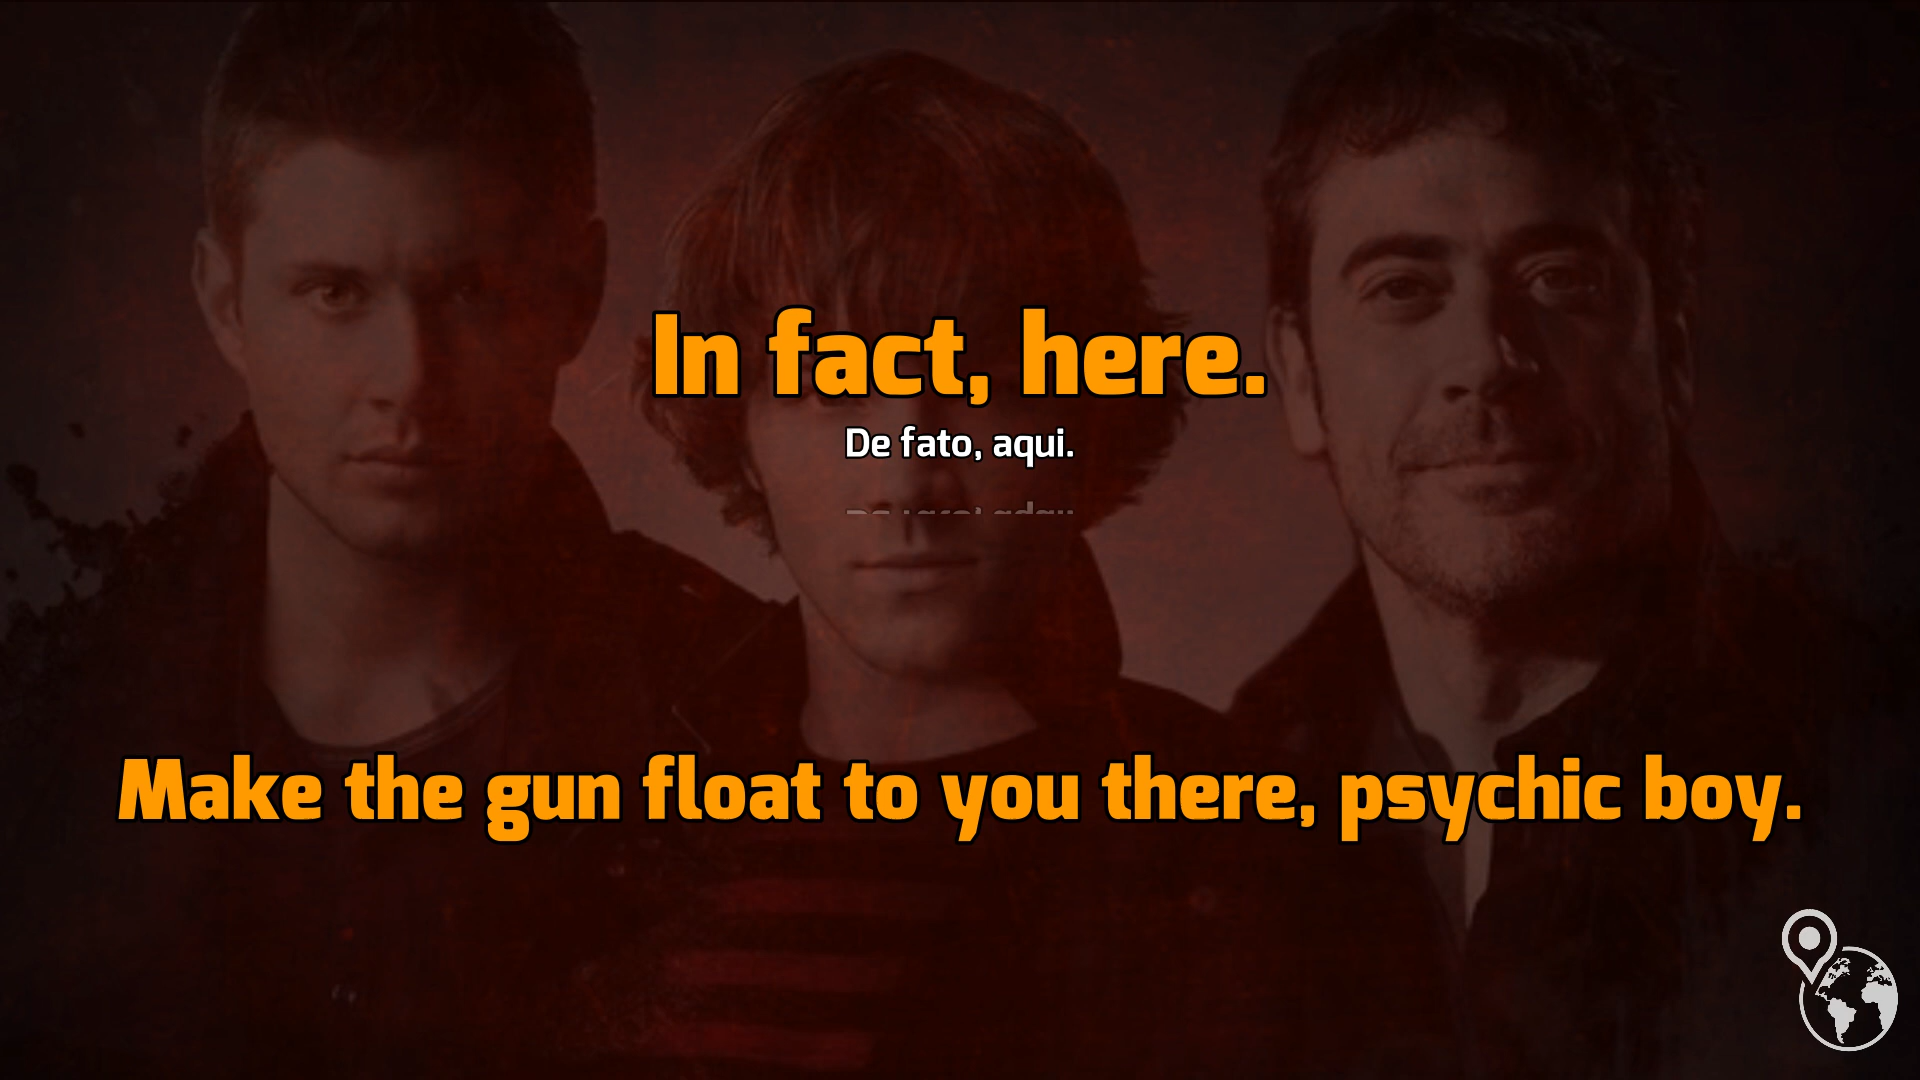 In fact, here.
De fato, aqui.
Make the gun float to you there, psychic boy.